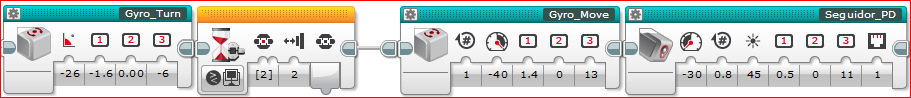 Gyro_Turn
1 2 3
-26 -1.6 0.00 -6
[2] 2
Gyro_Move
# 1 2 3
1 -40 1.4 0 13
Seguidor_PD
# 1 2 3
-30 0.8 45 0.5 0 11 1